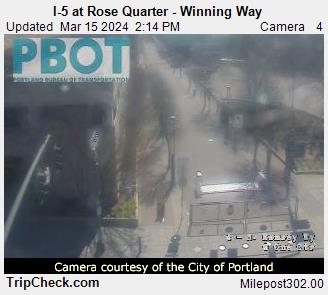 I-5 at Rose Quarter - Winning Way
Updated Mar 15 2024 2:14 PM Camera 4
PBOT
PORTLAND BUREAU OF TRANSPORTATION
Camera courtesy of the City of Portland
TripCheck.com Milepost302.00